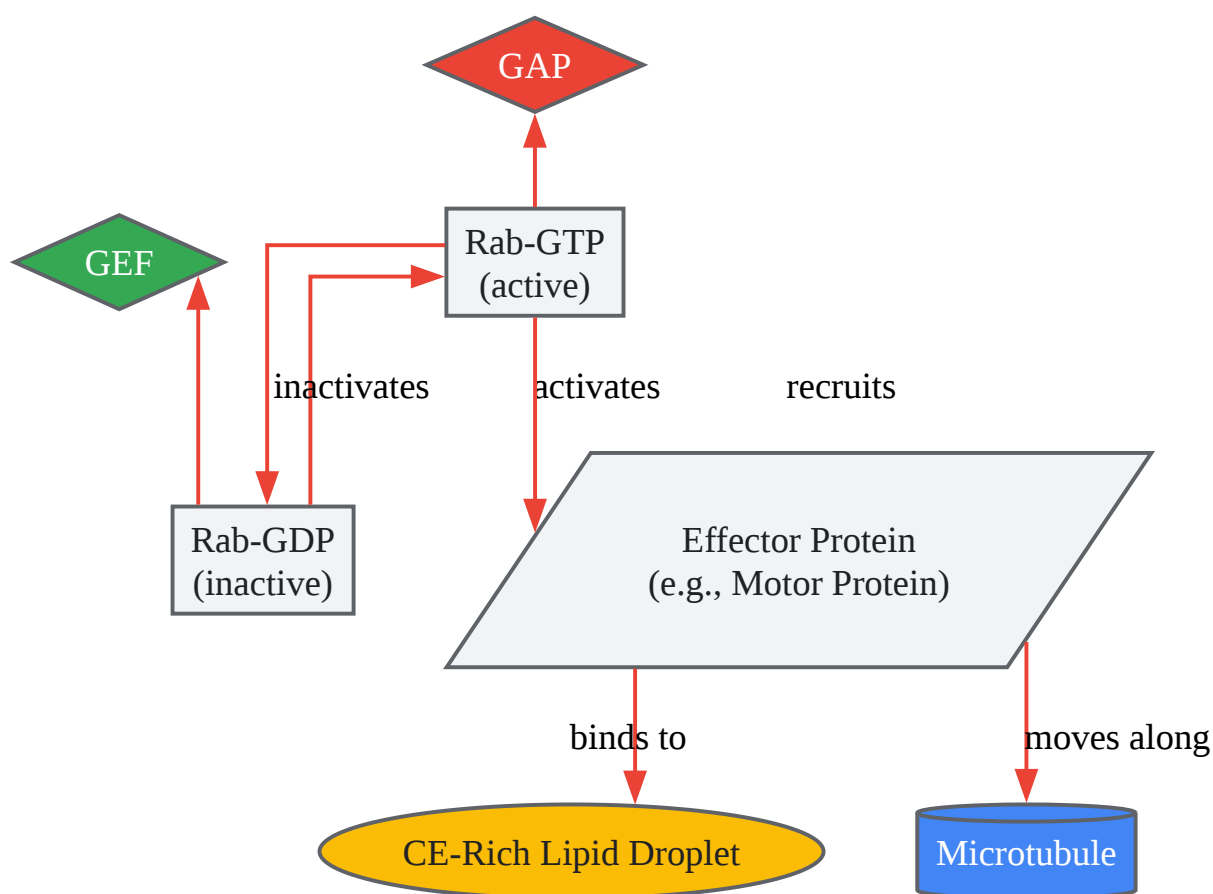 GAP
GEF
Rab-GTP
(active)
inactivates
activates
recruits
Rab-GDP
(inactive)
Effector Protein
(e.g., Motor Protein)
binds to
moves along
CE-Rich Lipid Droplet
Microtubule